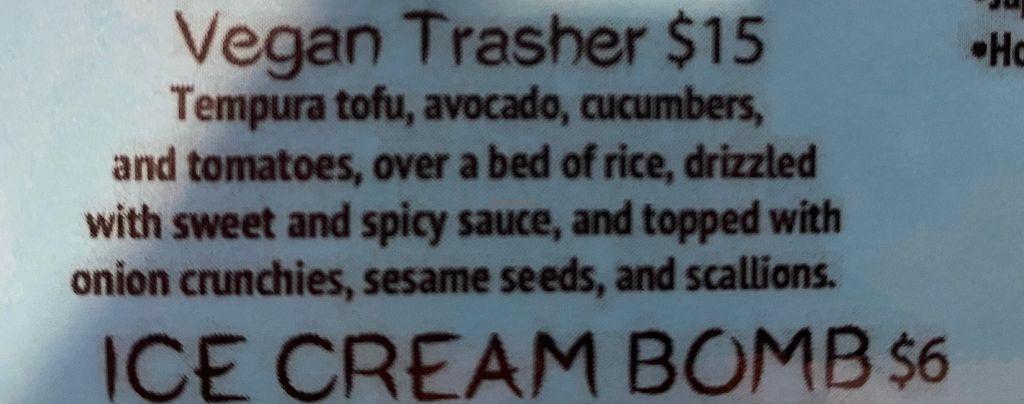 Vegan Trasher $15
Tempura tofu, avocado, cucumbers,
and tomatoes, over a bed of rice, drizzled
with sweet and spicy sauce, and topped with
onion crunchies, sesame seeds, and scallions.
ICE CREAM BOMB $6